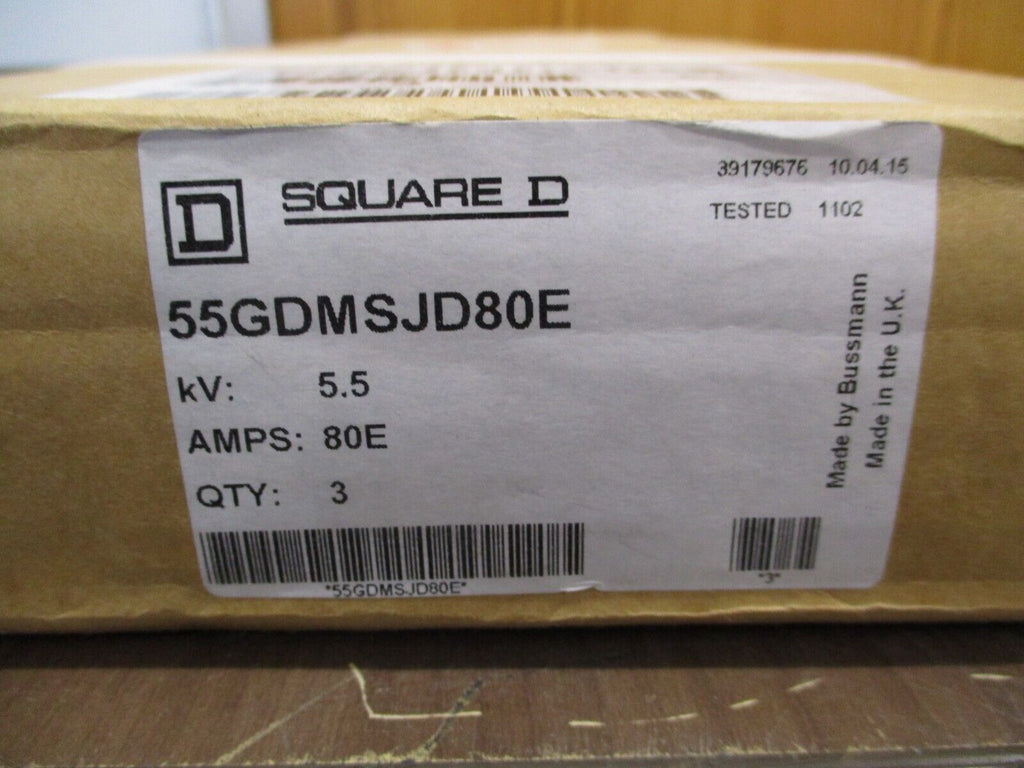 D
SQUARE D
39179676 10.04.15
TESTED 1102
55GDMSJD80E
kV: 5.5
AMPS: 80E
QTY: 3
*55GDMSJD80E*
*3*
Made by Bussmann
Made in the U.K.